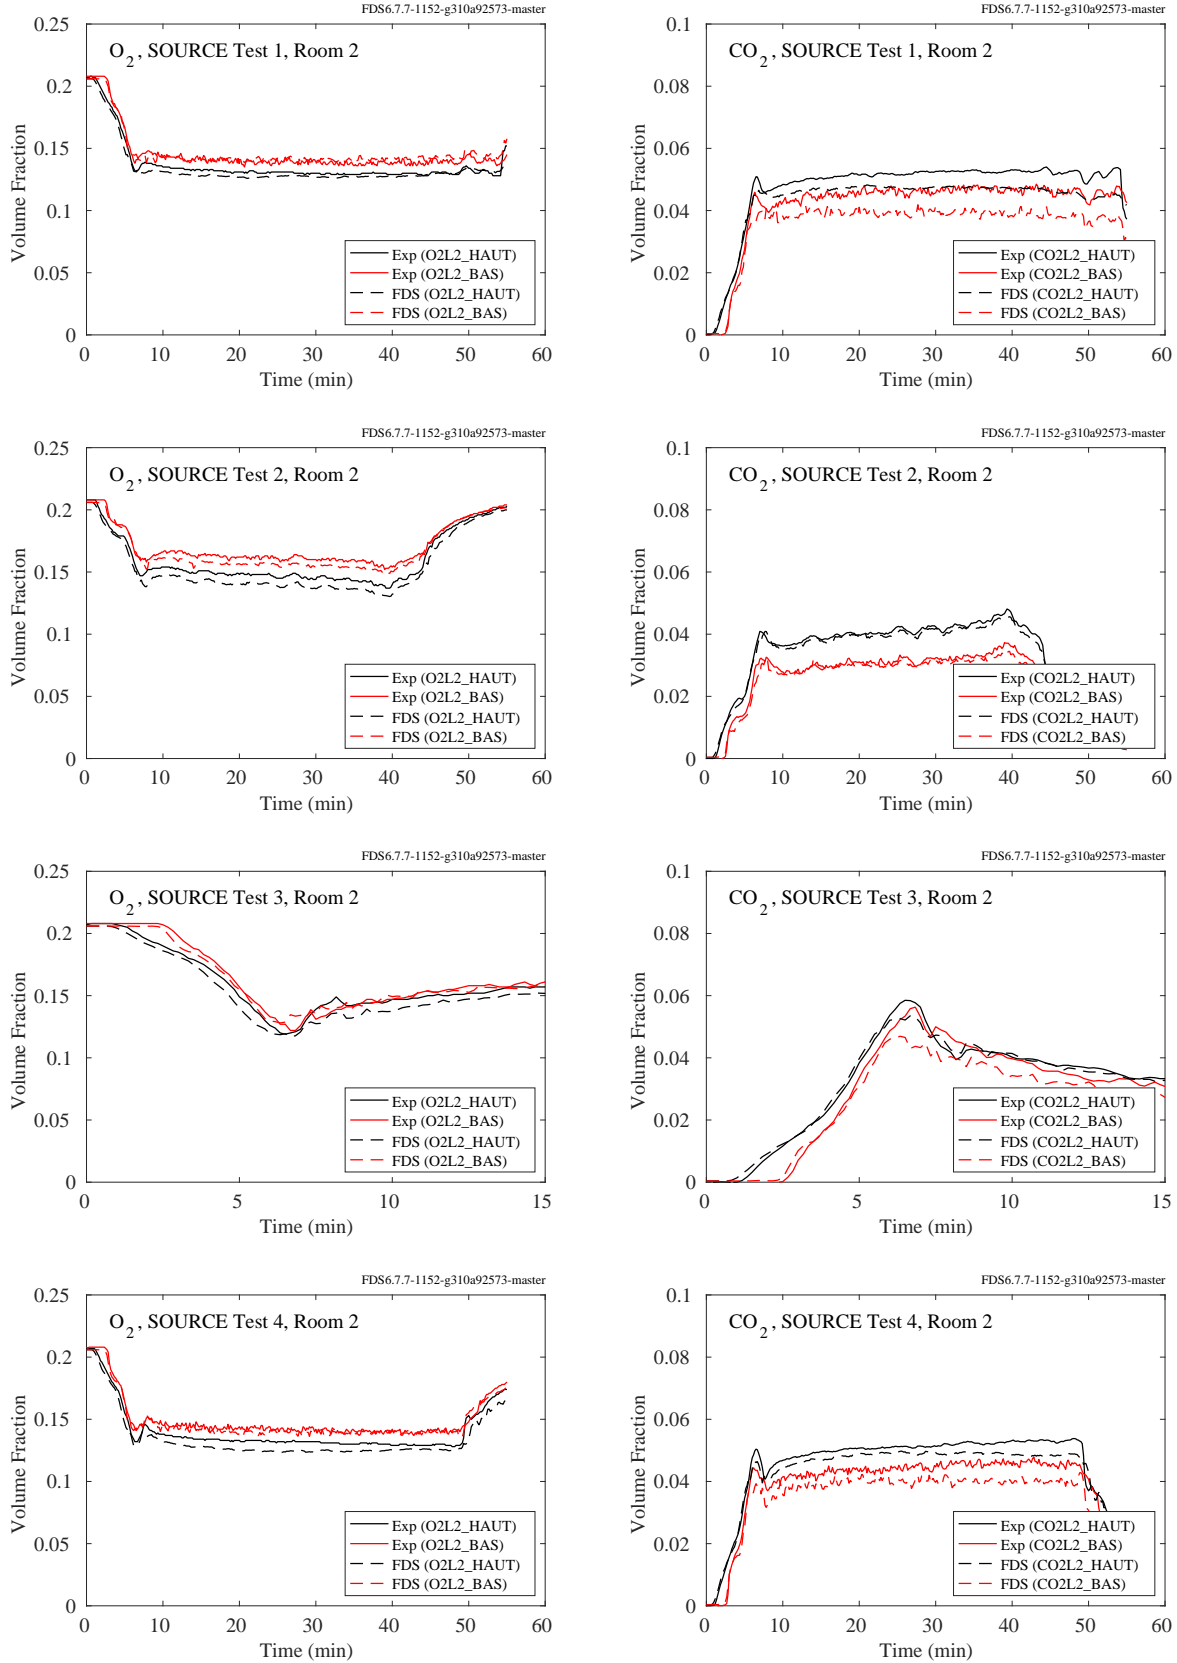 FDS6.7.7-1152-g310a92573-master
O2, SOURCE Test 1, Room 2
Volume Fraction
0.25
0.2
0.15
0.1
0.05
0
Exp (O2L2_HAUT)
Exp (O2L2_BAS)
FDS (O2L2_HAUT)
FDS (O2L2_BAS)
0 10 20 30 40 50 60
Time (min)
FDS6.7.7-1152-g310a92573-master
CO2, SOURCE Test 1, Room 2
Volume Fraction
0.1
0.08
0.06
0.04
0.02
0
Exp (CO2L2_HAUT)
Exp (CO2L2_BAS)
FDS (CO2L2_HAUT)
FDS (CO2L2_BAS)
0 10 20 30 40 50 60
Time (min)
FDS6.7.7-1152-g310a92573-master
O2, SOURCE Test 2, Room 2
Volume Fraction
0.25
0.2
0.15
0.1
0.05
0
Exp (O2L2_HAUT)
Exp (O2L2_BAS)
FDS (O2L2_HAUT)
FDS (O2L2_BAS)
0 10 20 30 40 50 60
Time (min)
FDS6.7.7-1152-g310a92573-master
CO2, SOURCE Test 2, Room 2
Volume Fraction
0.1
0.08
0.06
0.04
0.02
0
Exp (CO2L2_HAUT)
Exp (CO2L2_BAS)
FDS (CO2L2_HAUT)
FDS (CO2L2_BAS)
0 10 20 30 40 50 60
Time (min)
FDS6.7.7-1152-g310a92573-master
O2, SOURCE Test 3, Room 2
Volume Fraction
0.25
0.2
0.15
0.1
0.05
0
Exp (O2L2_HAUT)
Exp (O2L2_BAS)
FDS (O2L2_HAUT)
FDS (O2L2_BAS)
0 5 10 15
Time (min)
FDS6.7.7-1152-g310a92573-master
CO2, SOURCE Test 3, Room 2
Volume Fraction
0.1
0.08
0.06
0.04
0.02
0
Exp (CO2L2_HAUT)
Exp (CO2L2_BAS)
FDS (CO2L2_HAUT)
FDS (CO2L2_BAS)
0 5 10 15
Time (min)
FDS6.7.7-1152-g310a92573-master
O2, SOURCE Test 4, Room 2
Volume Fraction
0.25
0.2
0.15
0.1
0.05
0
Exp (O2L2_HAUT)
Exp (O2L2_BAS)
FDS (O2L2_HAUT)
FDS (O2L2_BAS)
0 10 20 30 40 50 60
Time (min)
FDS6.7.7-1152-g310a92573-master
CO2, SOURCE Test 4, Room 2
Volume Fraction
0.1
0.08
0.06
0.04
0.02
0
Exp (CO2L2_HAUT)
Exp (CO2L2_BAS)
FDS (CO2L2_HAUT)
FDS (CO2L2_BAS)
0 10 20 30 40 50 60
Time (min)